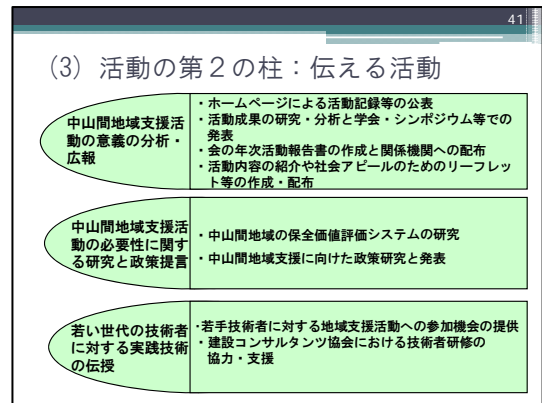 41
(3) 活動の第２の柱：伝える活動
中山間地域支援活
動の意義の分析・
広報
・ホームページによる活動記録等の公表
・活動成果の研究・分析と学会・シンポジウム等での
発表
・会の年次活動報告書の作成と関係機関への配布
・活動内容の紹介や社会アピールのためのリーフレッ
ト等の作成・配布
中山間地域支援活
動の必要性に関す
る研究と政策提言
・中山間地域の保全価値評価システムの研究
・中山間地域支援に向けた政策研究と発表
若い世代の技術者
に対する実践技術
の伝授
・若手技術者に対する地域支援活動への参加機会の提供
・建設コンサルタンツ協会における技術者研修の
協力・支援